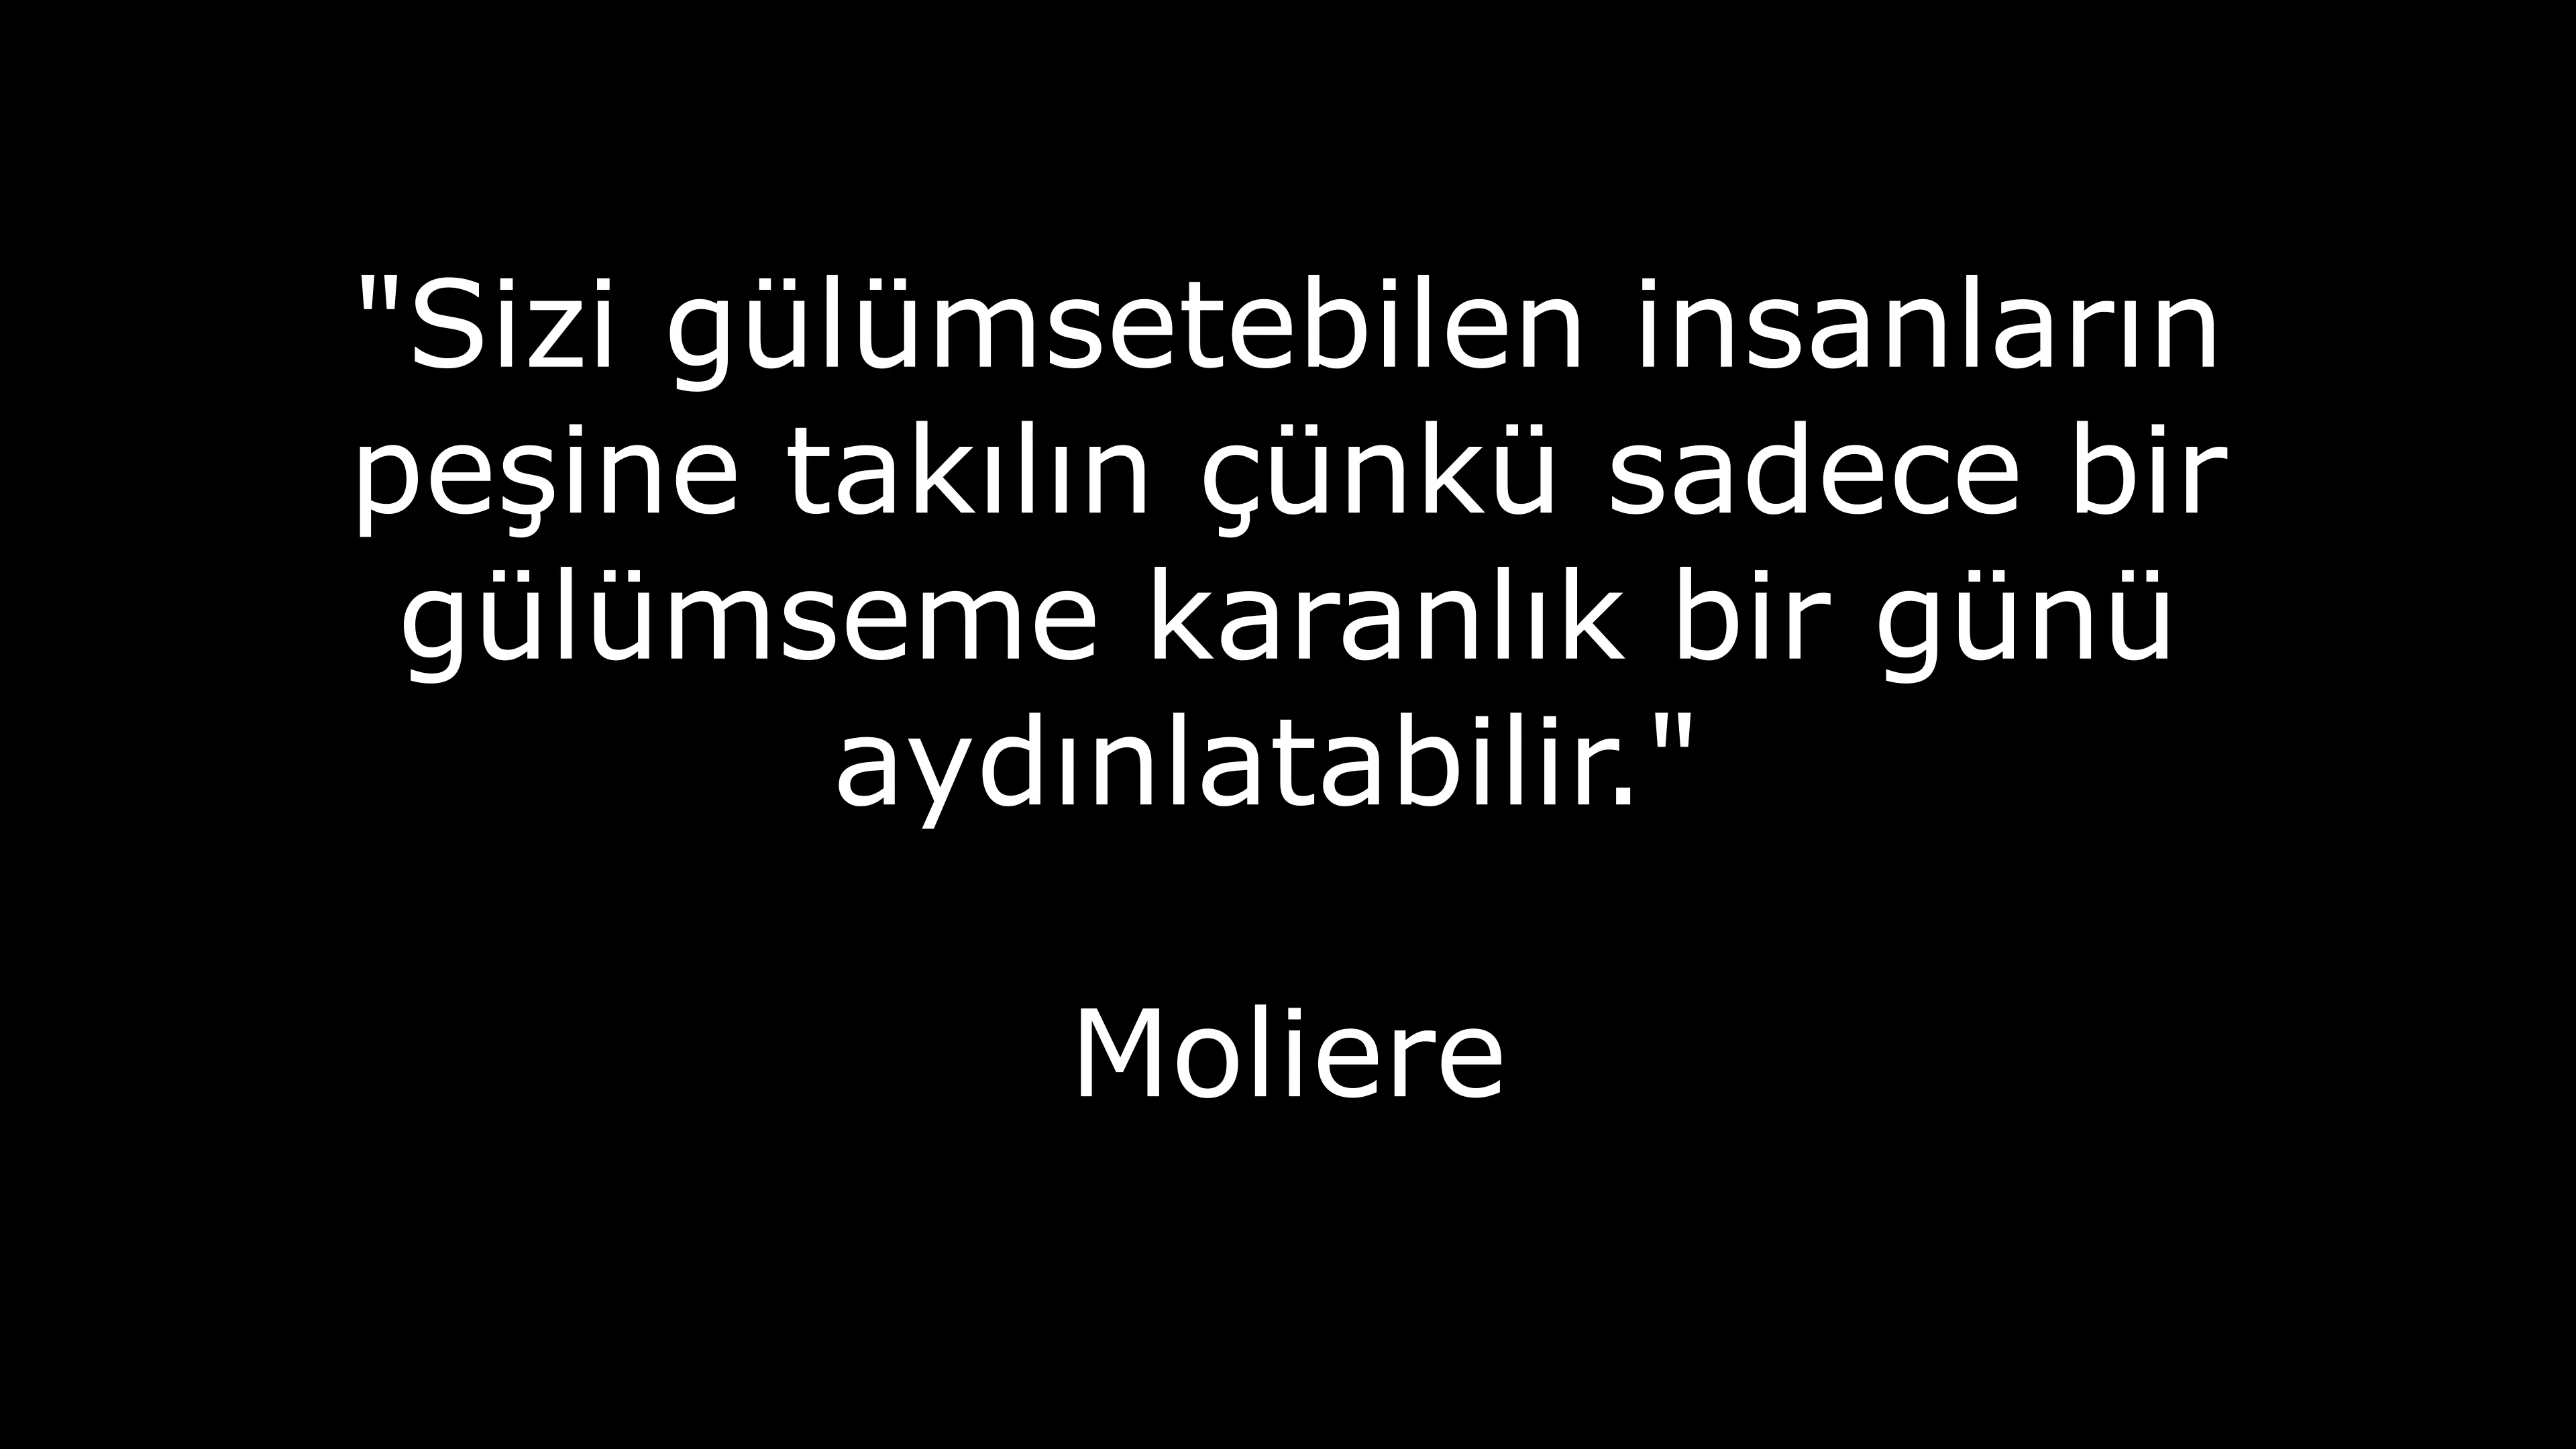 "Sizi gülümsetebilen insanların
peşine takılın çünkü sadece bir
gülümseme karanlık bir günü
aydınlatabilir."
Moliere